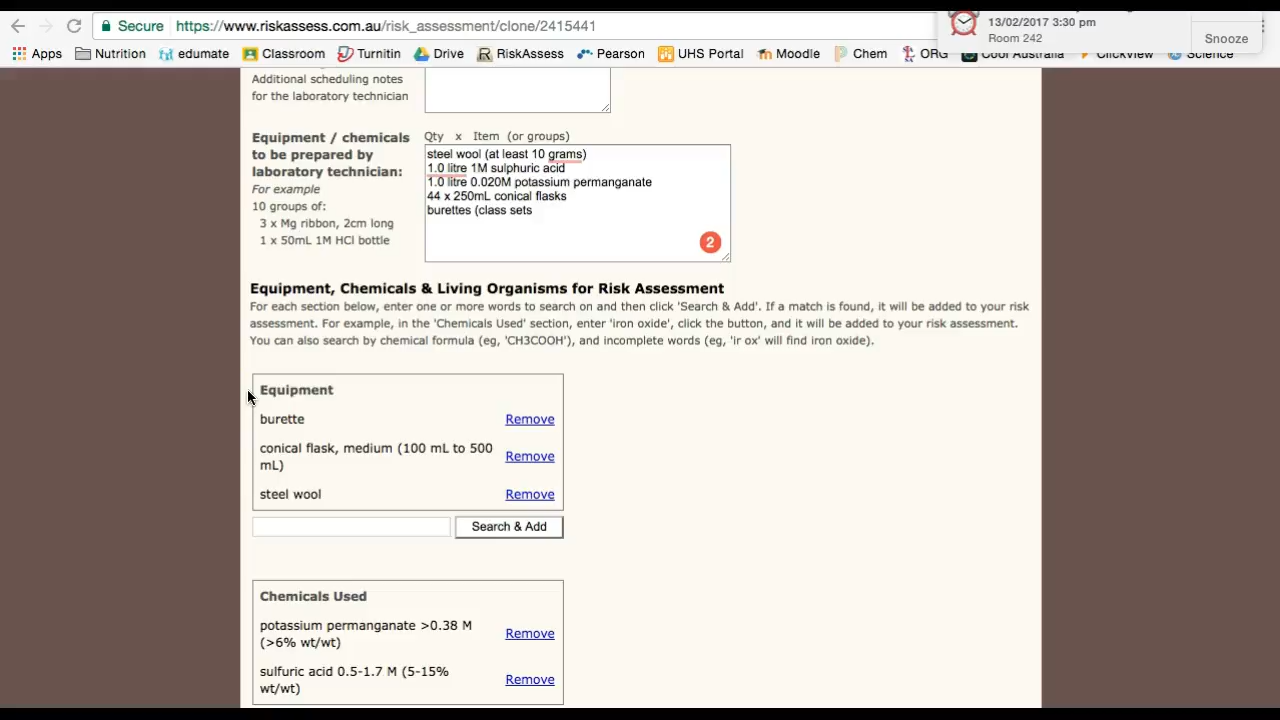 Secure https://www.riskassess.com.au/risk_assessment/clone/2415441
13/02/2017 3:30 pm
Room 242
Snooze
Apps Nutrition edumate Classroom Turnitin Drive RiskAssess Pearson UHS Portal Moodle Chem ORG Cool Australia ClickView Science
Additional scheduling notes
for the laboratory technician
Equipment / chemicals
to be prepared by
laboratory technician:
For example
10 groups of:
3 x Mg ribbon, 2cm long
1 x 50mL 1M HCl bottle
Qty x Item (or groups)
steel wool (at least 10 grams)
1.0 litre 1M sulphuric acid
1.0 litre 0.020M potassium permanganate
44 x 250mL conical flasks
burettes (class sets
2
Equipment, Chemicals & Living Organisms for Risk Assessment
For each section below, enter one or more words to search on and then click 'Search & Add'. If a match is found, it will be added to your risk
assessment. For example, in the 'Chemicals Used' section, enter 'iron oxide', click the button, and it will be added to your risk assessment.
You can also search by chemical formula (eg, 'CH3COOH'), and incomplete words (eg, 'ir ox' will find iron oxide).
Equipment
burette Remove
conical flask, medium (100 mL to 500
mL) Remove
steel wool Remove
Search & Add
Chemicals Used
potassium permanganate >0.38 M
(>6% wt/wt) Remove
sulfuric acid 0.5-1.7 M (5-15%
wt/wt) Remove